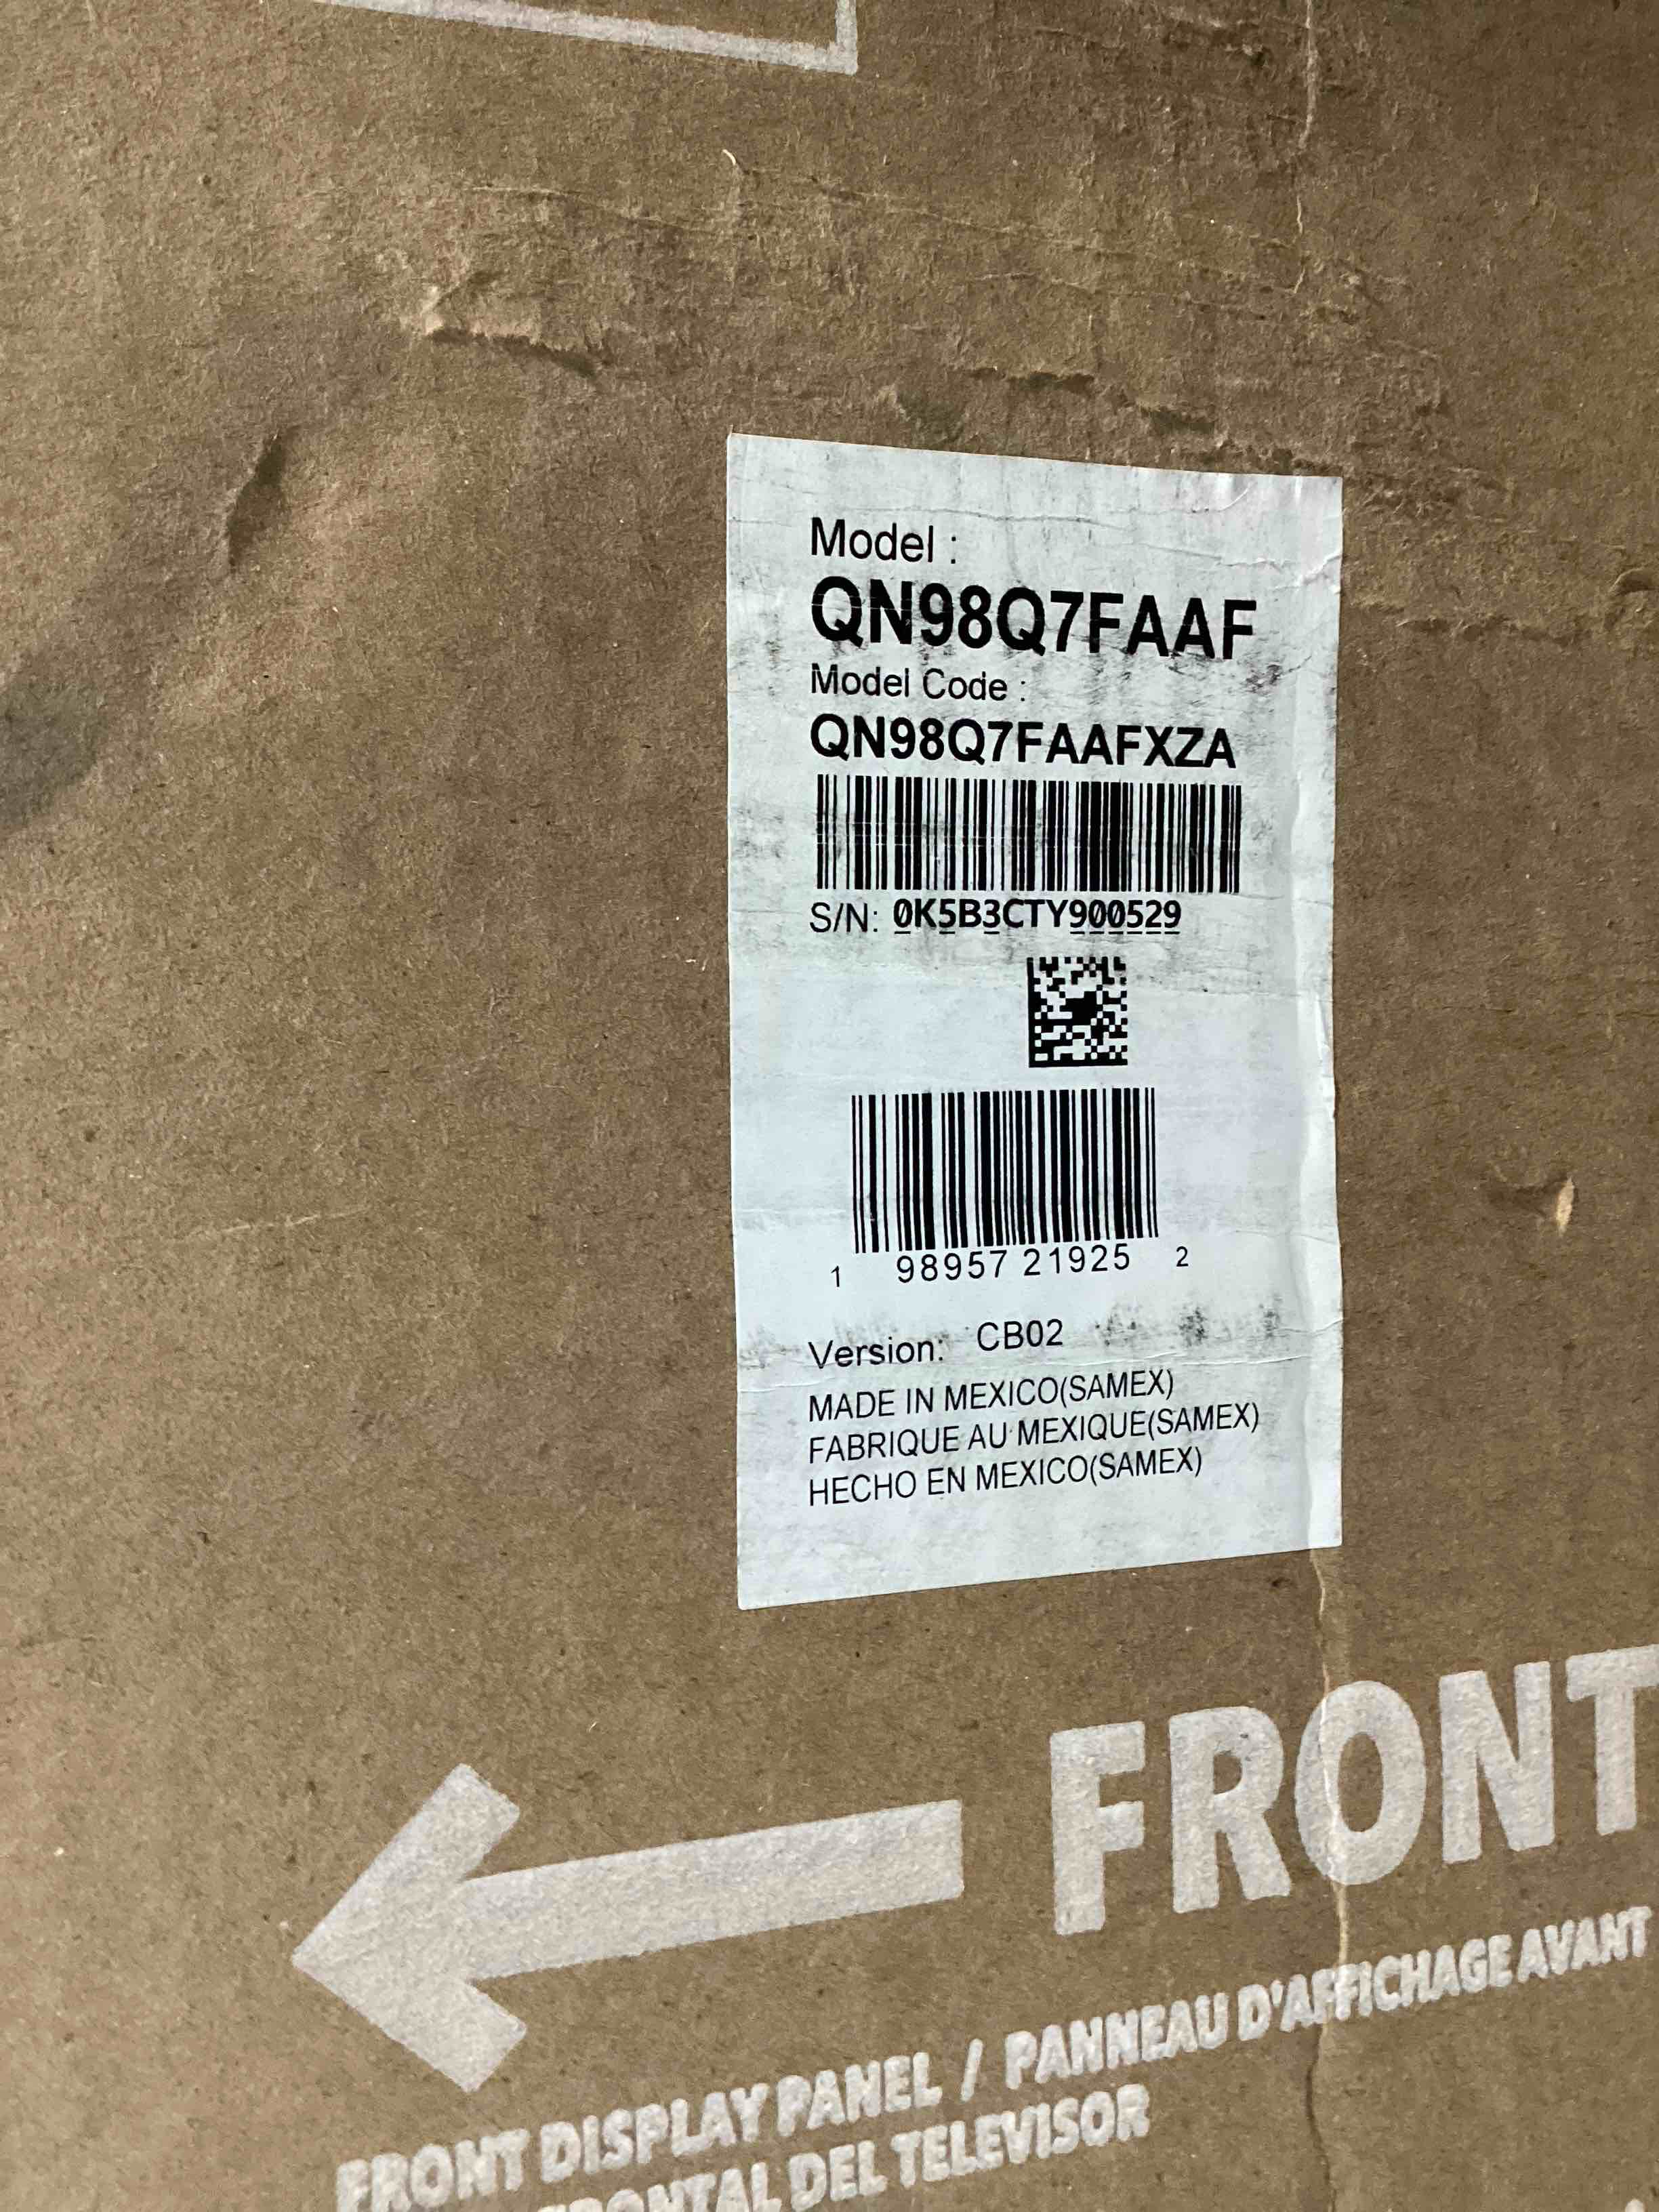 Model :
QN98Q7FAAF
Model Code :
QN98Q7FAAFXZA
S/N: 0K5B3CTY900529
1 98957 21925 2
Version: CB02
MADE IN MEXICO(SAMEX)
FABRIQUE AU MEXIQUE(SAMEX)
HECHO EN MEXICO(SAMEX)
FRONT
FRONT DISPLAY PANEL / PANNEAU D'AFFICHAGE AVANT
FRONTAL DEL TELEVISOR